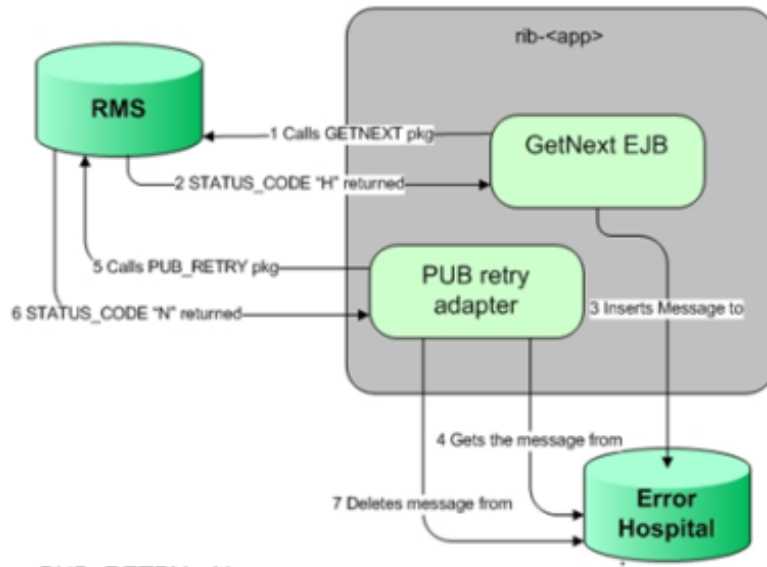 rib-<app>
RMS
1 Calls GETNEXT pkg
GetNext EJB
2 STATUS_CODE "H" returned
5 Calls PUB_RETRY pkg
PUB retry
adapter
6 STATUS_CODE "N" returned
3 Inserts Message to
4 Gets the message from
7 Deletes message from
Error
Hospital